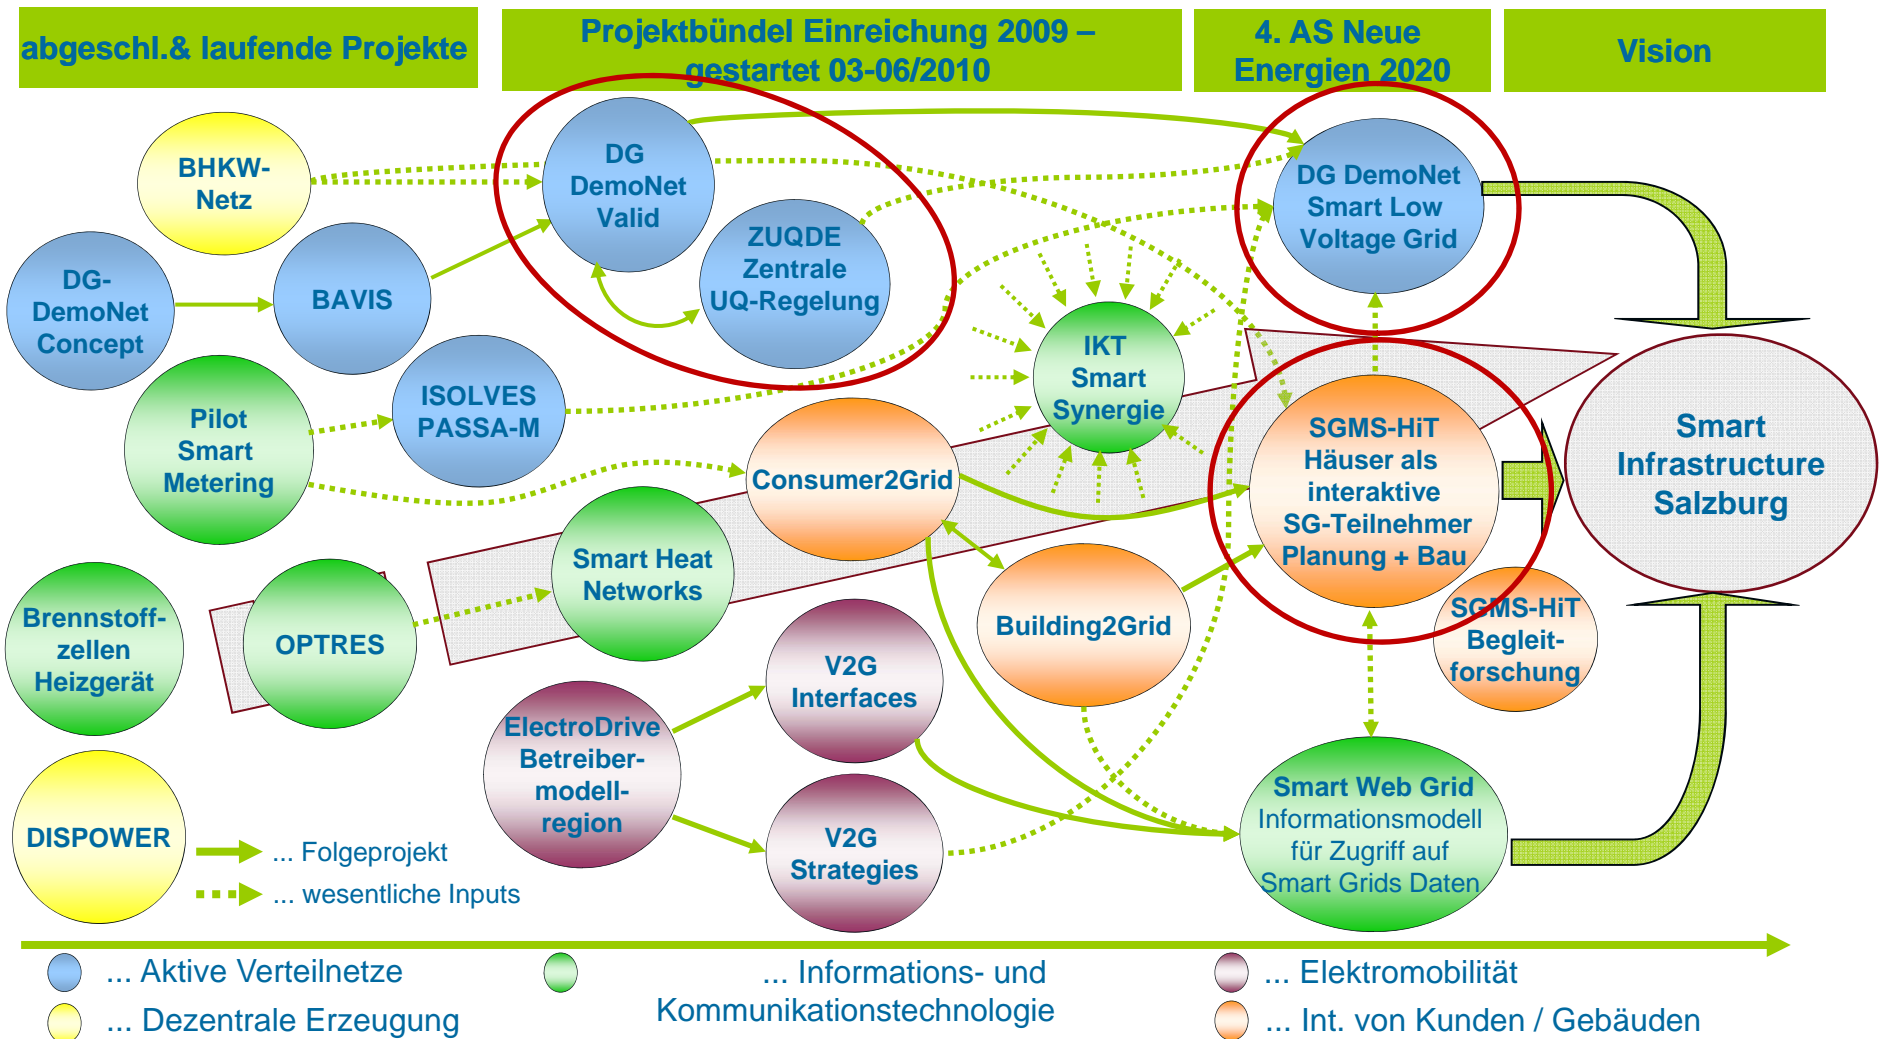 abgeschl.& laufende Projekte
Projektbündel Einreichung 2009 –
gestartet 03-06/2010
4. AS Neue
Energien 2020
Vision
BHKW-
Netz
DG
DemoNet
Valid
DG DemoNet
Smart Low
Voltage Grid
ZUQDE
Zentrale
UQ-Regelung
DG-
DemoNet
Concept
BAVIS
IKT
Smart
Synergie
ISOLVES
PASSA-M
Pilot
Smart
Metering
Consumer2Grid
SGMS-HiT
Häuser als
interaktive
SG-Teilnehmer
Planung + Bau
Smart
Infrastructure
Salzburg
Smart Heat
Networks
Brennstoff-
zellen
Heizgerät
OPTRES
Building2Grid
SGMS-HiT
Begleit-
forschung
V2G
Interfaces
ElectroDrive
Betreiber-
modell-
region
V2G
Strategies
Smart Web Grid
Informationsmodell
für Zugriff auf
Smart Grids Daten
DISPOWER
... Folgeprojekt
... wesentliche Inputs
... Aktive Verteilnetze
... Dezentrale Erzeugung
... Informations- und
Kommunikationstechnologie
... Elektromobilität
... Int. von Kunden / Gebäuden